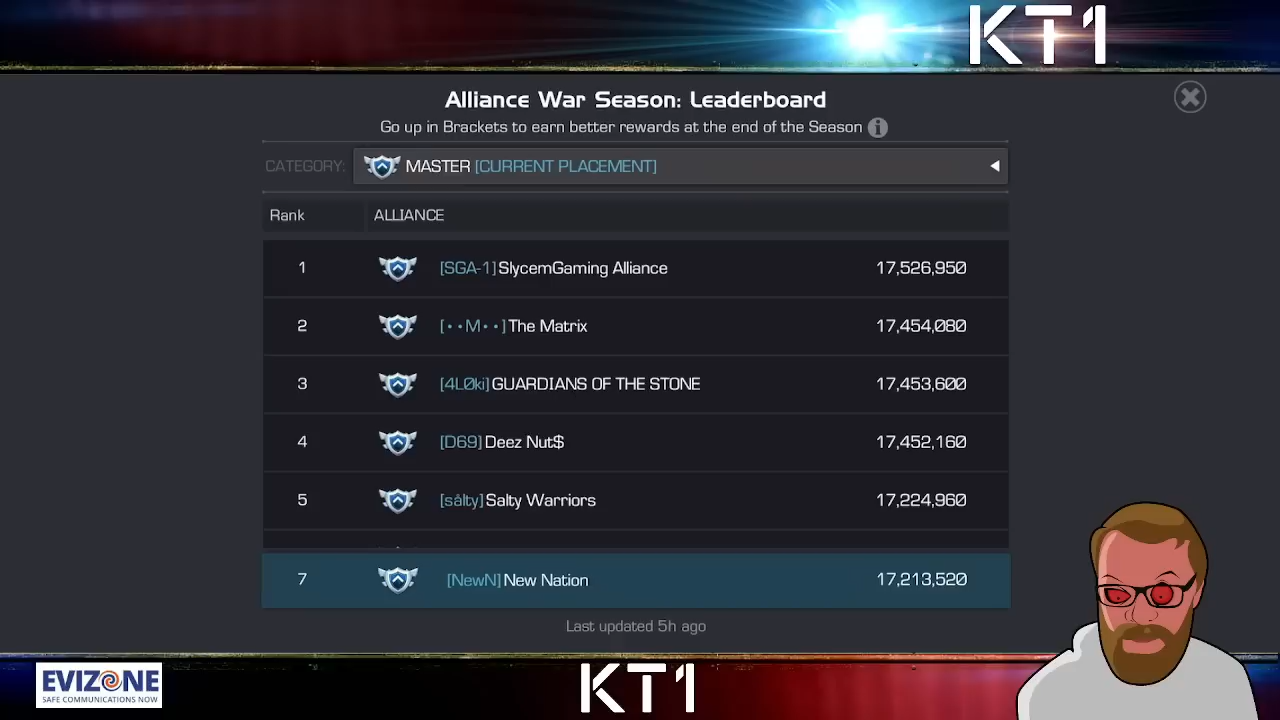 KT1
Alliance War Season: Leaderboard
Go up in Brackets to earn better rewards at the end of the Season i
CATEGORY: MASTER [CURRENT PLACEMENT]
Rank ALLIANCE
1 [SGA-1] SlycemGaming Alliance 17,526,950
2 [••M••] The Matrix 17,454,080
3 [4L0ki] GUARDIANS OF THE STONE 17,453,600
4 [D69] Deez Nut$ 17,452,160
5 [sålty] Salty Warriors 17,224,960
7 [NewN] New Nation 17,213,520
Last updated 5h ago
EVIZONE
SAFE COMMUNICATIONS NOW
KT1